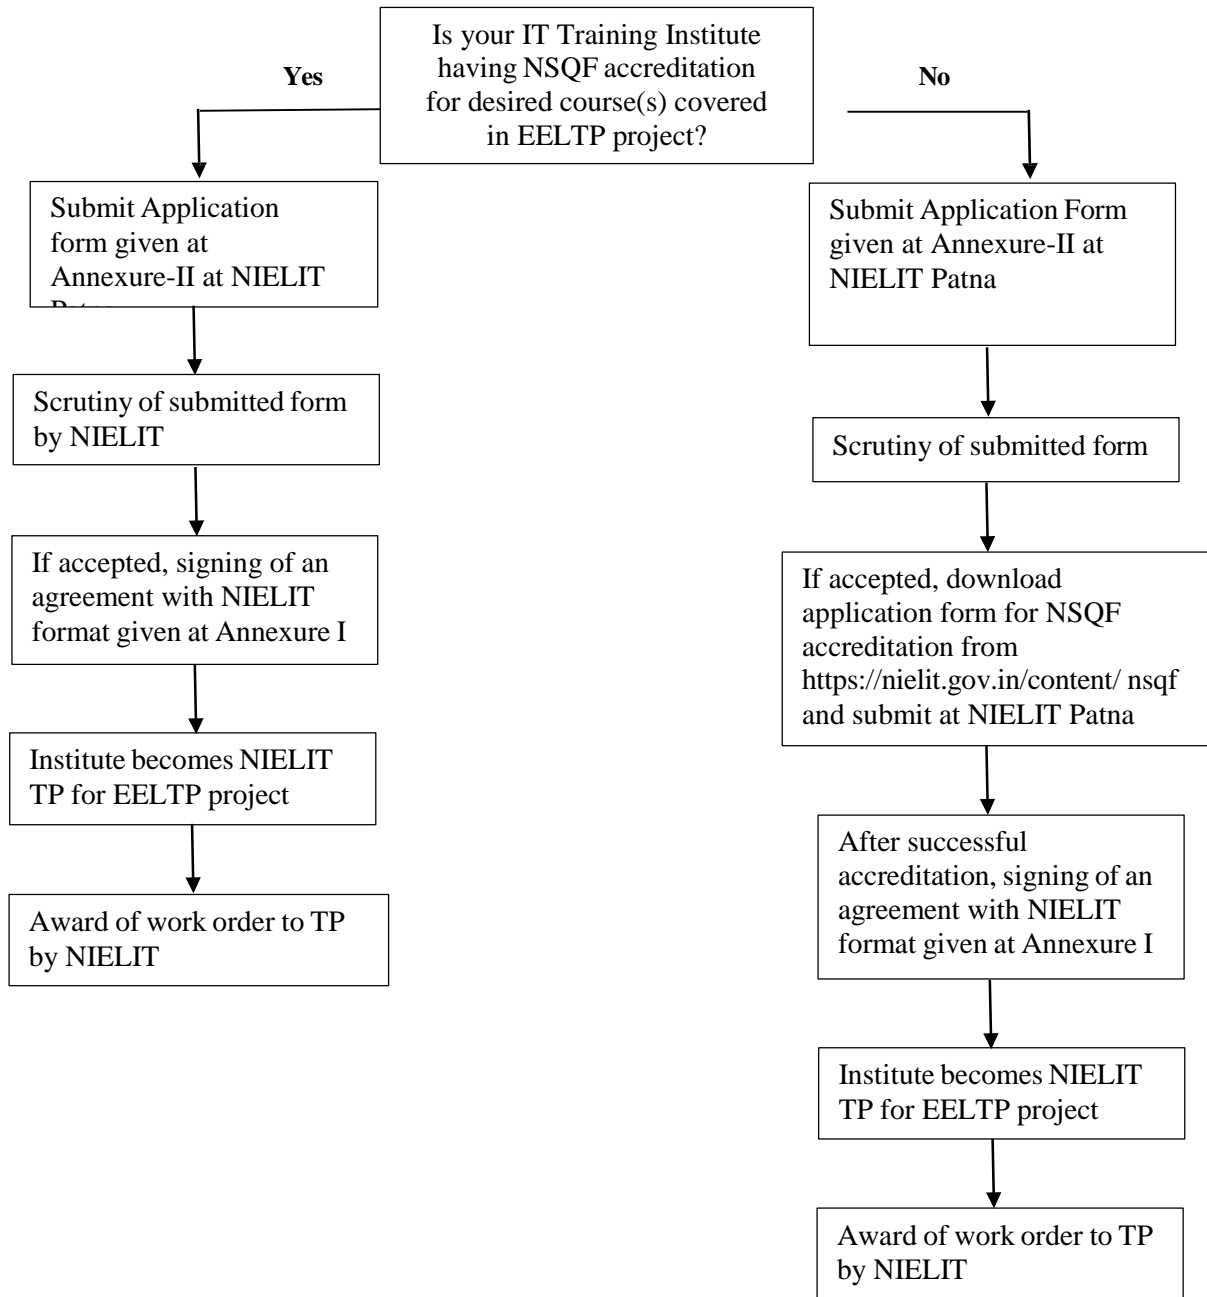 Is your IT Training Institute
having NSQF accreditation
for desired course(s) covered
in EELTP project?
Yes
No
Submit Application
form given at
Annexure-II at NIELIT
Scrutiny of submitted form
by NIELIT
If accepted, signing of an
agreement with NIELIT
format given at Annexure I
Institute becomes NIELIT
TP for EELTP project
Award of work order to TP
by NIELIT
Submit Application Form
given at Annexure-II at
NIELIT Patna
Scrutiny of submitted form
If accepted, download
application form for NSQF
accreditation from
https://nielit.gov.in/content/ nsqf
and submit at NIELIT Patna
After successful
accreditation, signing of an
agreement with NIELIT
format given at Annexure I
Institute becomes NIELIT
TP for EELTP project
Award of work order to TP
by NIELIT